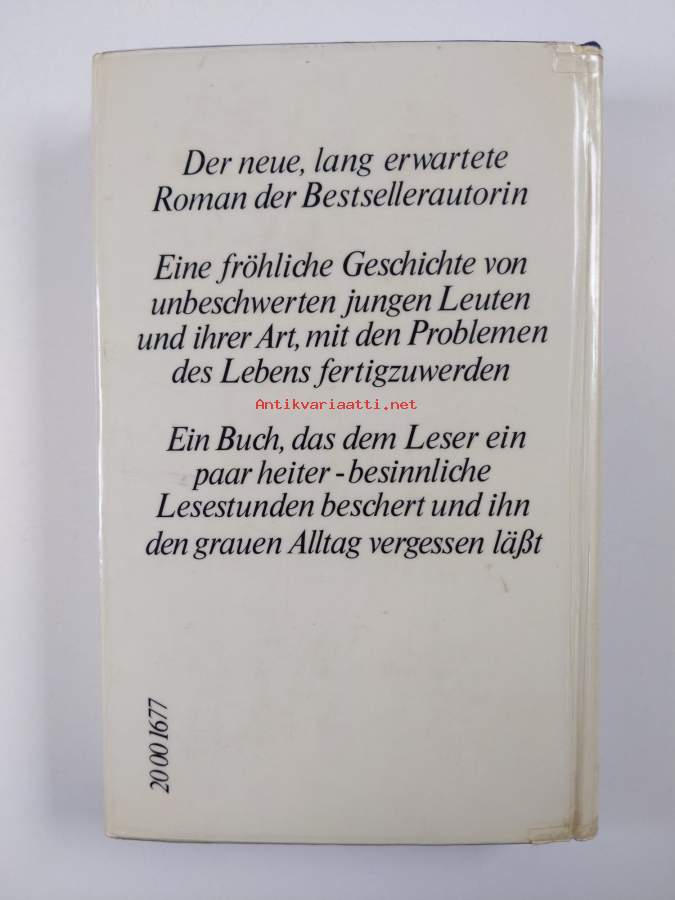 Der neue, lang erwartete
Roman der Bestsellerautorin
Eine fröhliche Geschichte von
unbeschwerten jungen Leuten
und ihrer Art, mit den Problemen
des Lebens fertigzuwerden
Antikvariaatti.net
Ein Buch, das dem Leser ein
paar heiter-besinnliche
Lesestunden beschert und ihn
den grauen Alltag vergessen läßt
20 00 1677